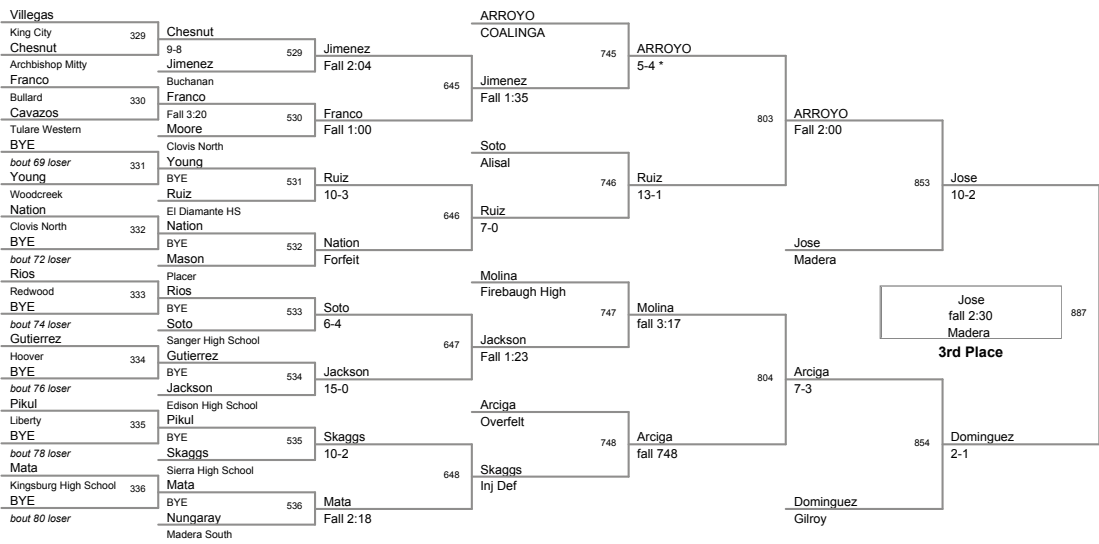 Villegas
King City
329
Chesnut
Archbishop Mitty
Franco
Bullard
330
Cavazos
Tulare Western
BYE
bout 69 loser
331
Young
Woodcreek
Nation
Clovis North
332
BYE
bout 72 loser
Rios
Redwood
333
BYE
bout 74 loser
Gutierrez
Hoover
334
BYE
bout 76 loser
Pikul
Liberty
335
BYE
bout 78 loser
Mata
Kingsburg High School
336
BYE
bout 80 loser
Chesnut
9-8
529
Jimenez
Buchanan
Franco
Fall 3:20
530
Moore
Clovis North
Young
BYE
531
Ruiz
El Diamante HS
Nation
BYE
532
Mason
Placer
Rios
BYE
533
Soto
Sanger High School
Gutierrez
BYE
534
Jackson
Edison High School
Pikul
BYE
535
Skaggs
Sierra High School
Mata
BYE
536
Nungaray
Madera South
Jimenez
Fall 2:04
645
Franco
Fall 1:00
Ruiz
10-3
646
Nation
Forfeit
Soto
6-4
647
Jackson
15-0
Skaggs
10-2
648
Mata
Fall 2:18
ARROYO
COALINGA
745
Jimenez
Fall 1:35
Soto
Alisal
746
Ruiz
7-0
Molina
Firebaugh High
747
Jackson
Fall 1:23
Arciga
Overfelt
748
Skaggs
Inj Def
ARROYO
5-4 *
803
Ruiz
13-1
Molina
fall 3:17
804
Arciga
fall 748
ARROYO
Fall 2:00
853
Jose
Madera
Arciga
7-3
854
Dominguez
Gilroy
Jose
10-2
Dominguez
2-1
Jose
fall 2:30
887
Madera
3rd Place